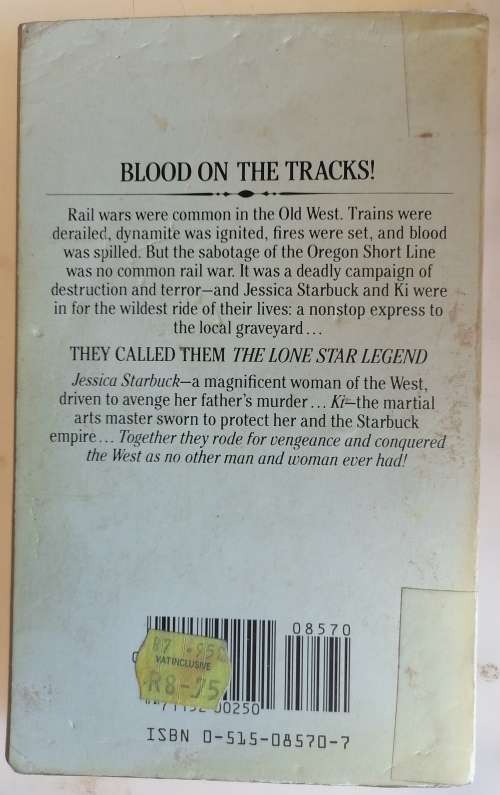 BLOOD ON THE TRACKS!
Rail wars were common in the Old West. Trains were
derailed, dynamite was ignited, fires were set, and blood
was spilled. But the sabotage of the Oregon Short Line
was no common rail war. It was a deadly campaign of
destruction and terror—and Jessica Starbuck and Ki were
in for the wildest ride of their lives: a nonstop express to
the local graveyard...
THEY CALLED THEM THE LONE STAR LEGEND
Jessica Starbuck—a magnificent woman of the West,
driven to avenge her father's murder... Ki—the martial
arts master sworn to protect her and the Starbuck
empire... Together they rode for vengeance and conquered
the West as no other man and woman ever had!
08570
VAT INCLUSIVE
00250
ISBN 0-515-08570-7